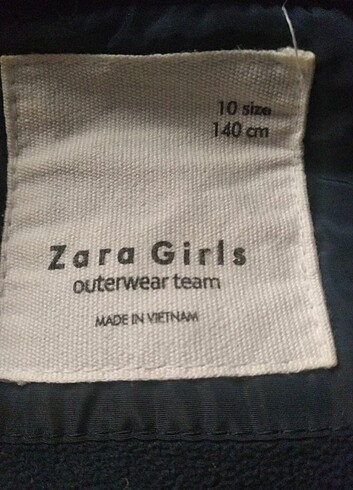 10 size
140 cm
Zara Girls
outerwear team
MADE IN VIETNAM